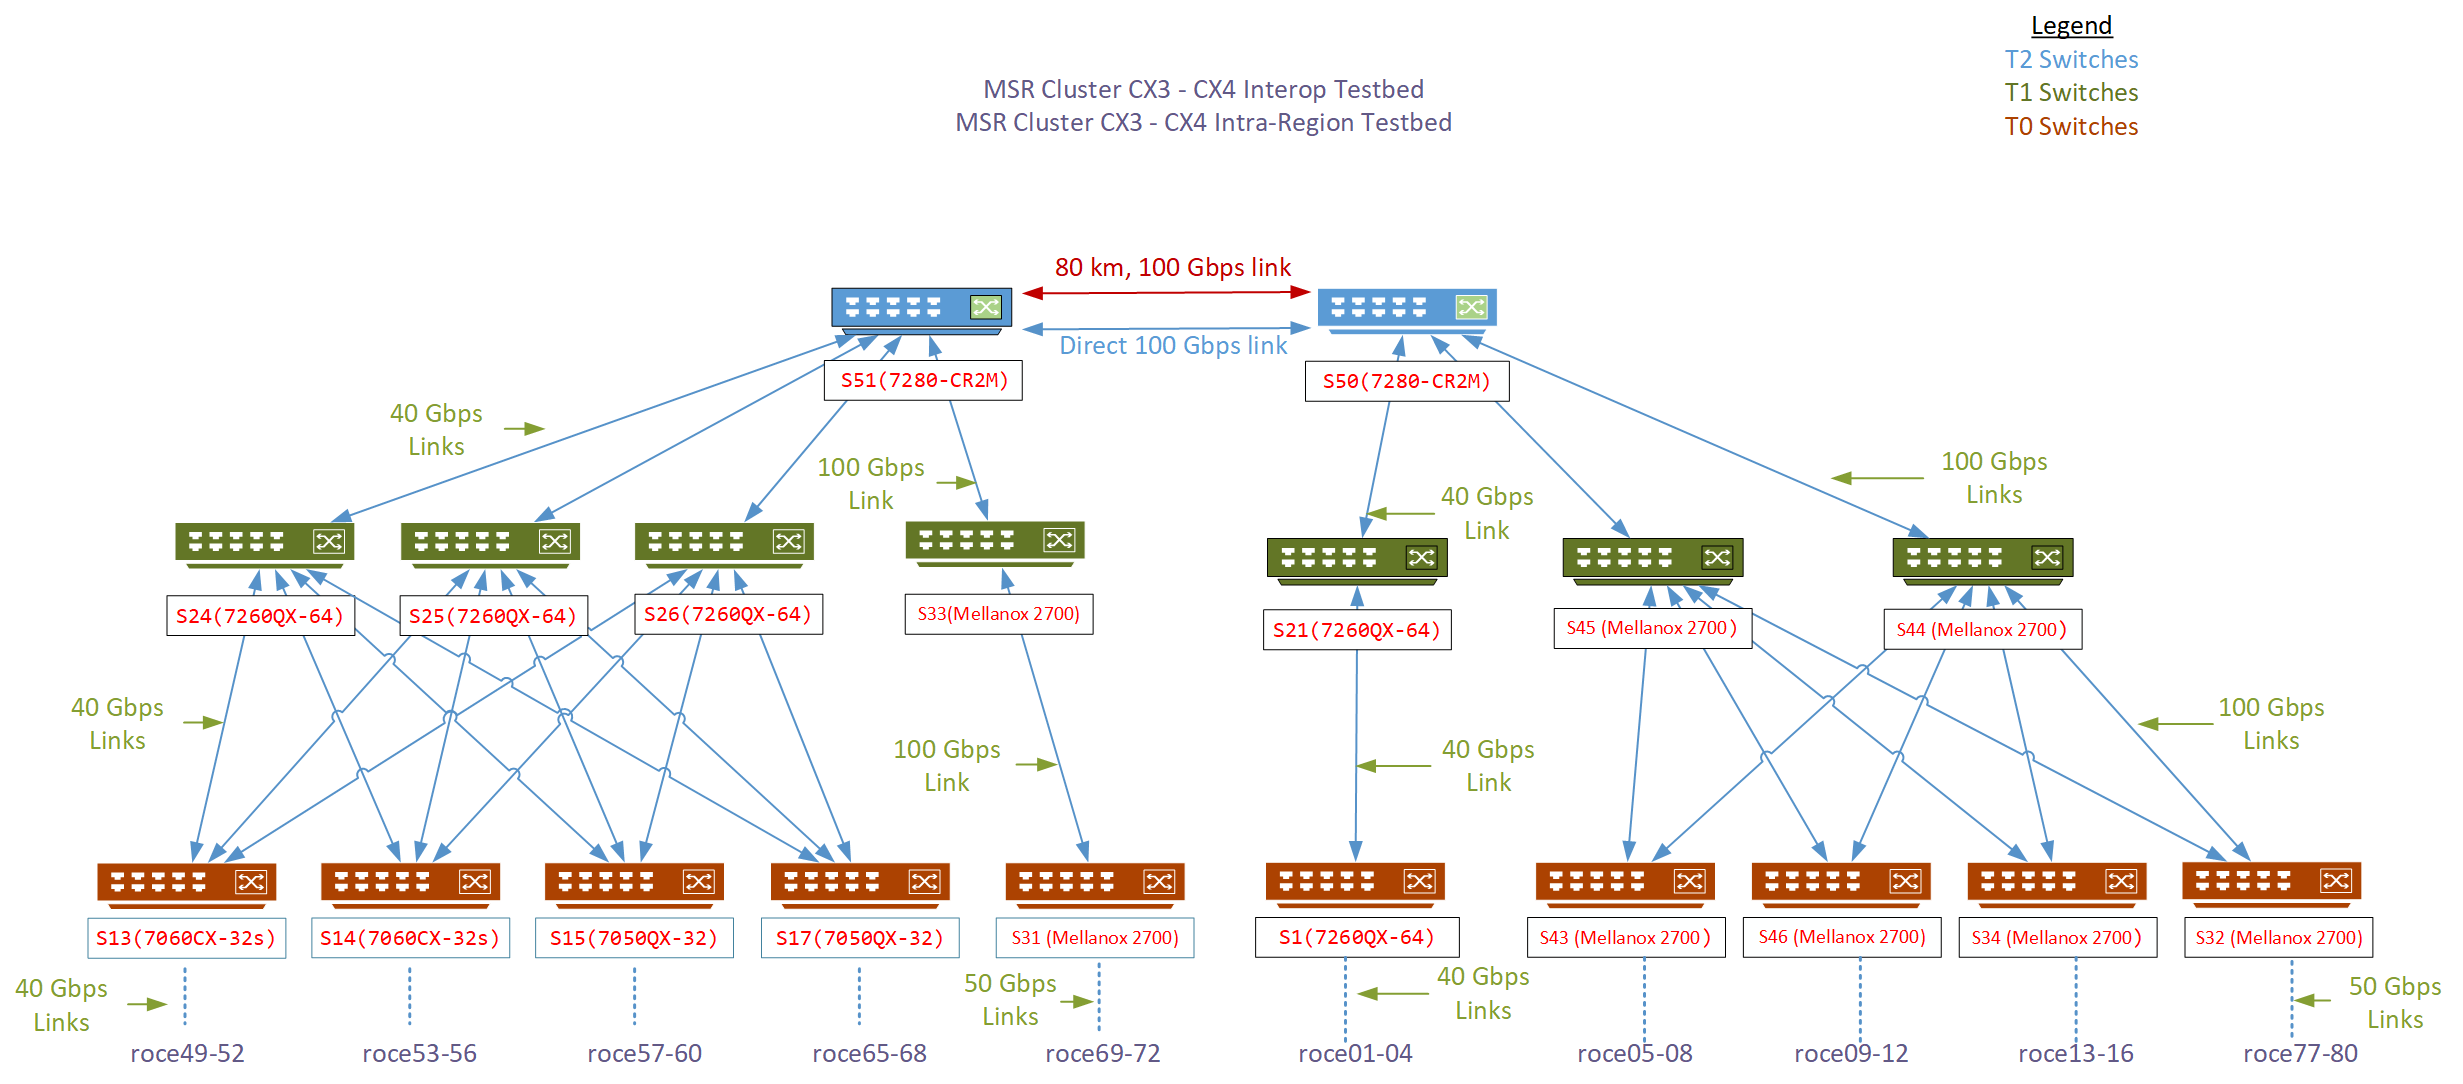 Legend
T2 Switches
T1 Switches
T0 Switches
MSR Cluster CX3 - CX4 Interop Testbed
MSR Cluster CX3 - CX4 Intra-Region Testbed
80 km, 100 Gbps link
Direct 100 Gbps link
S51(7280-CR2M)
S50(7280-CR2M)
40 Gbps
Links
100 Gbps
Link
40 Gbps
Link
100 Gbps
Links
S24(7260QX-64)
S25(7260QX-64)
S26(7260QX-64)
S33(Mellanox 2700)
S21(7260QX-64)
S45 (Mellanox 2700)
S44 (Mellanox 2700)
40 Gbps
Links
100 Gbps
Link
40 Gbps
Link
100 Gbps
Links
S13(7060CX-32s)
S14(7060CX-32s)
S15(7050QX-32)
S17(7050QX-32)
S31 (Mellanox 2700)
S1(7260QX-64)
S43 (Mellanox 2700)
S46 (Mellanox 2700)
S34 (Mellanox 2700)
S32 (Mellanox 2700)
40 Gbps
Links
50 Gbps
Links
40 Gbps
Links
50 Gbps
Links
roce49-52
roce53-56
roce57-60
roce65-68
roce69-72
roce01-04
roce05-08
roce09-12
roce13-16
roce77-80